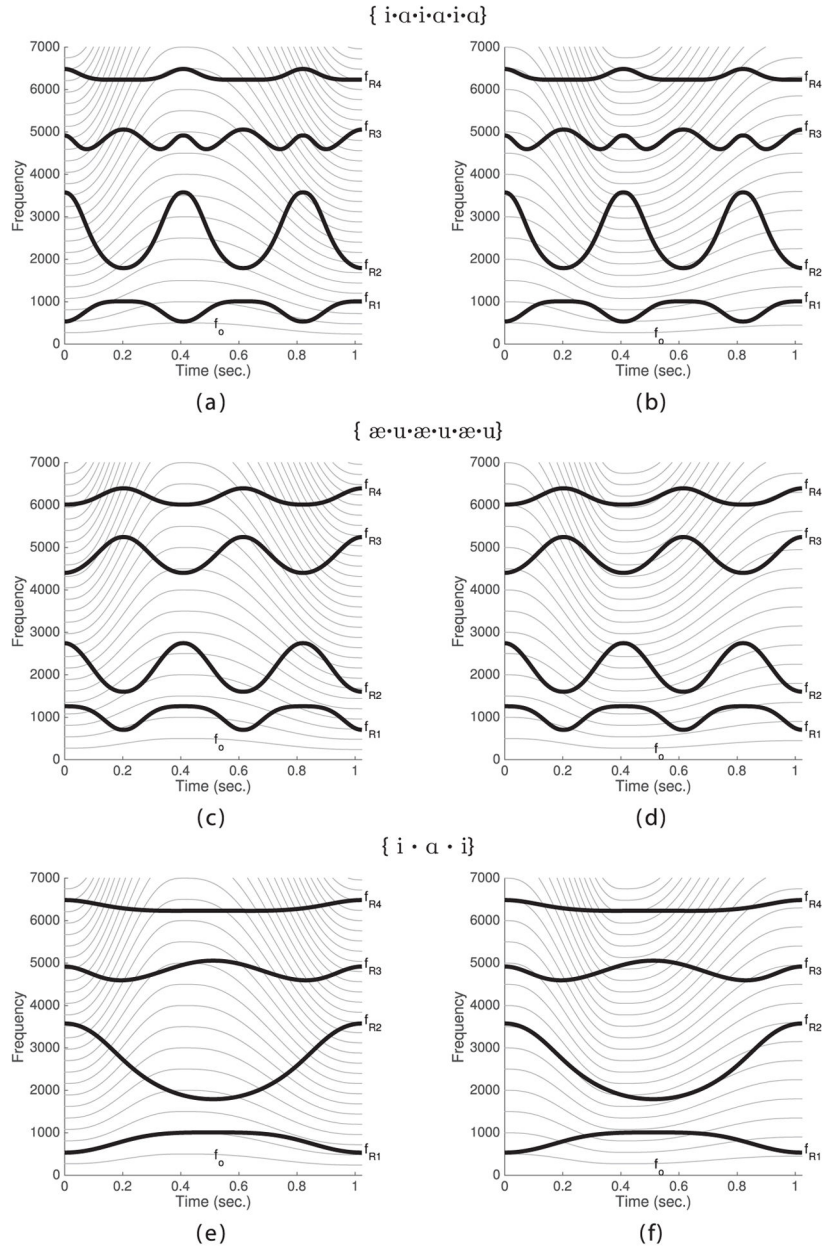 { i·ɑ·i·ɑ·i·ɑ}
7000
6000
5000
4000
3000
2000
1000
0
Frequency
fR4
fR3
fR2
fR1
fo
0 0.2 0.4 0.6 0.8 1
Time (sec.)
(a)
7000
6000
5000
4000
3000
2000
1000
0
Frequency
fR4
fR3
fR2
fR1
fo
0 0.2 0.4 0.6 0.8 1
Time (sec.)
(b)
{ æ·u·æ·u·æ·u}
7000
6000
5000
4000
3000
2000
1000
0
Frequency
fR4
fR3
fR2
fR1
fo
0 0.2 0.4 0.6 0.8 1
Time (sec.)
(c)
7000
6000
5000
4000
3000
2000
1000
0
Frequency
fR4
fR3
fR2
fR1
fo
0 0.2 0.4 0.6 0.8 1
Time (sec.)
(d)
{ i · ɑ · i}
7000
6000
5000
4000
3000
2000
1000
0
Frequency
fR4
fR3
fR2
fR1
fo
0 0.2 0.4 0.6 0.8 1
Time (sec.)
(e)
7000
6000
5000
4000
3000
2000
1000
0
Frequency
fR4
fR3
fR2
fR1
fo
0 0.2 0.4 0.6 0.8 1
Time (sec.)
(f)